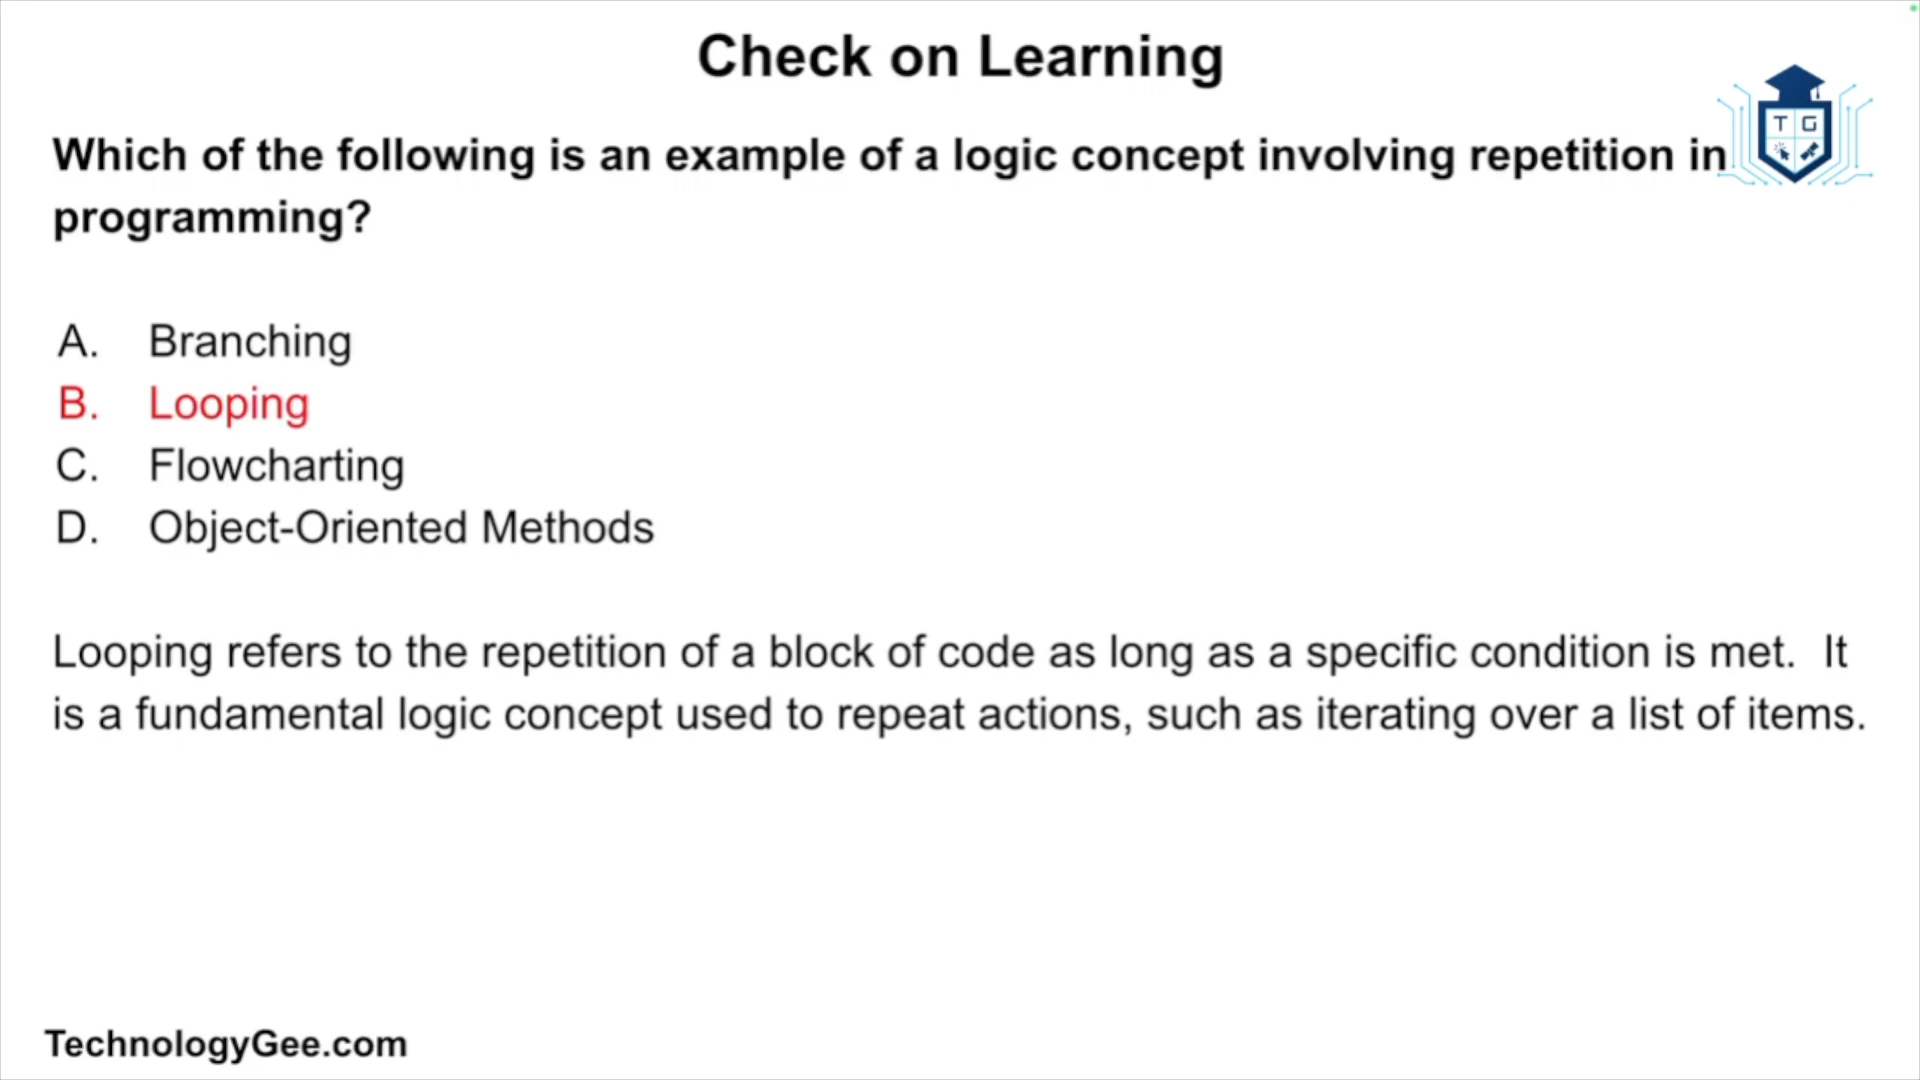 Check on Learning
Which of the following is an example of a logic concept involving repetition in
programming?
T G
A. Branching
B. Looping
C. Flowcharting
D. Object-Oriented Methods
Looping refers to the repetition of a block of code as long as a specific condition is met.  It
is a fundamental logic concept used to repeat actions, such as iterating over a list of items.
TechnologyGee.com